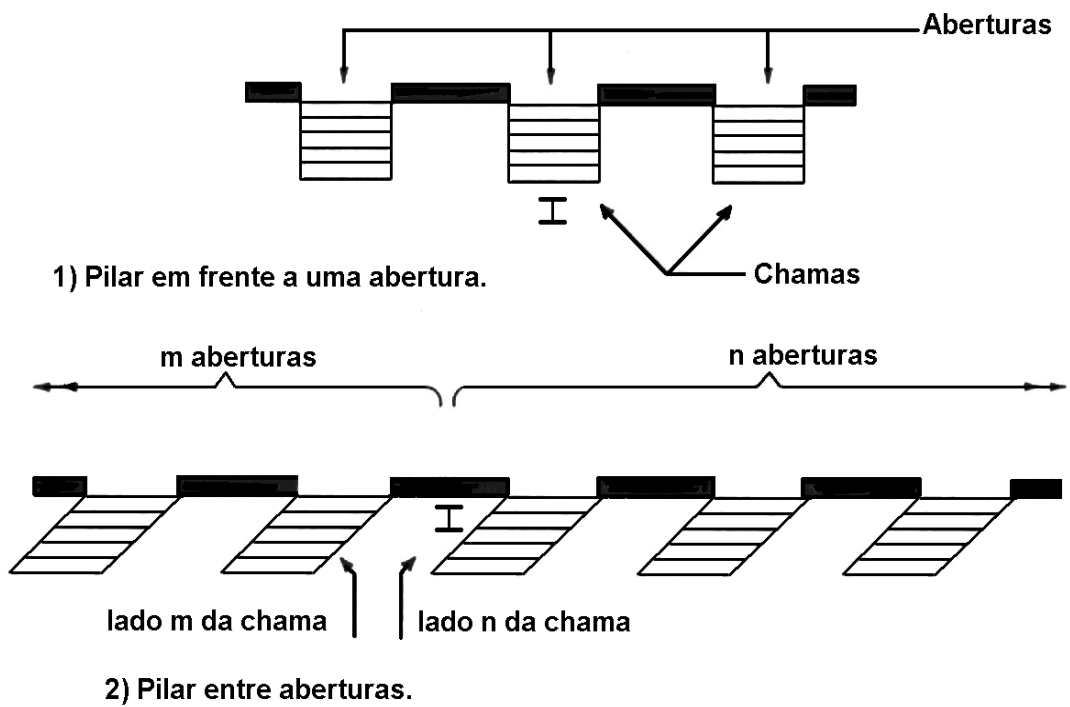 Aberturas
Chamas
1) Pilar em frente a uma abertura.
m aberturas
n aberturas
lado m da chama
lado n da chama
2) Pilar entre aberturas.